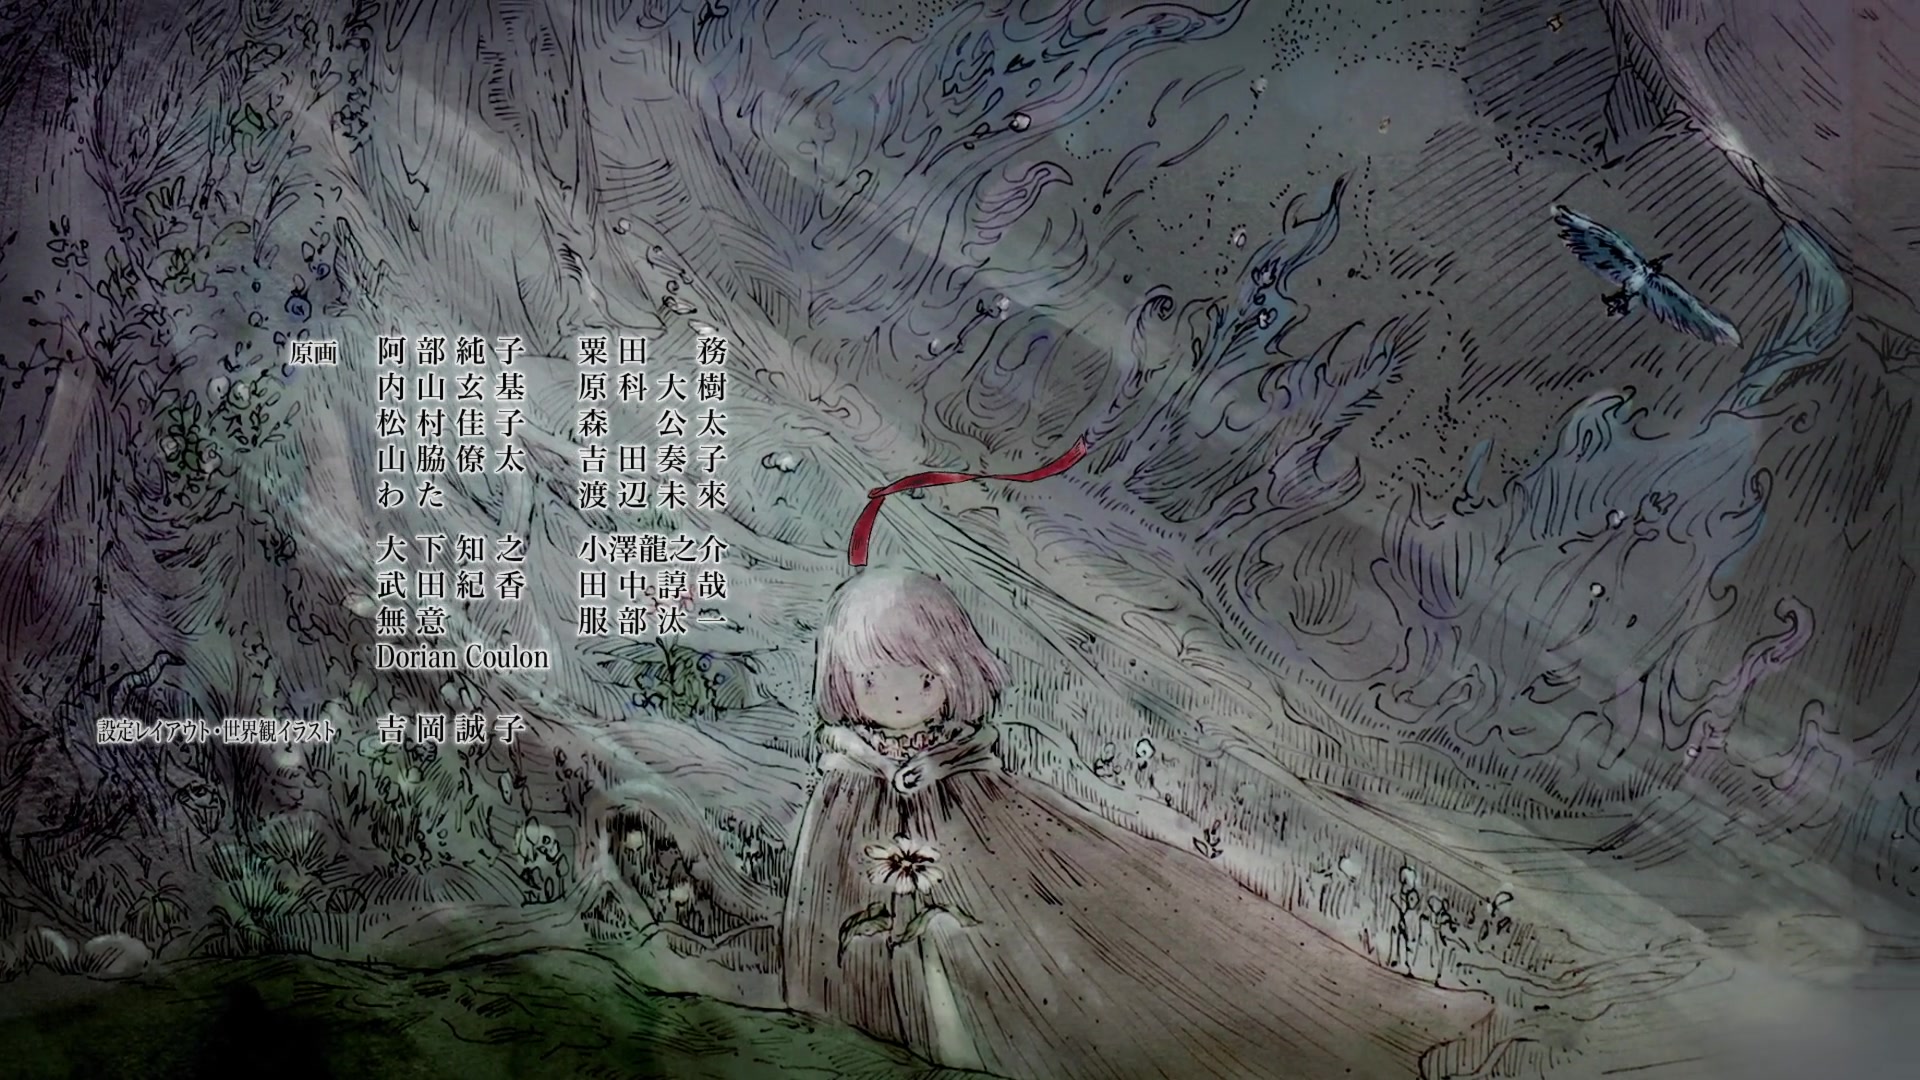 原画 阿部純子 粟田務
内山玄基 原科大樹
松村佳子 森公太
山脇僚太 吉田奏子
わた 渡辺未來
大下知之 小澤龍之介
武田紀香 田中諄哉
無意 服部汰一
Dorian Coulon
設定レイアウト・世界観イラスト 吉岡誠子